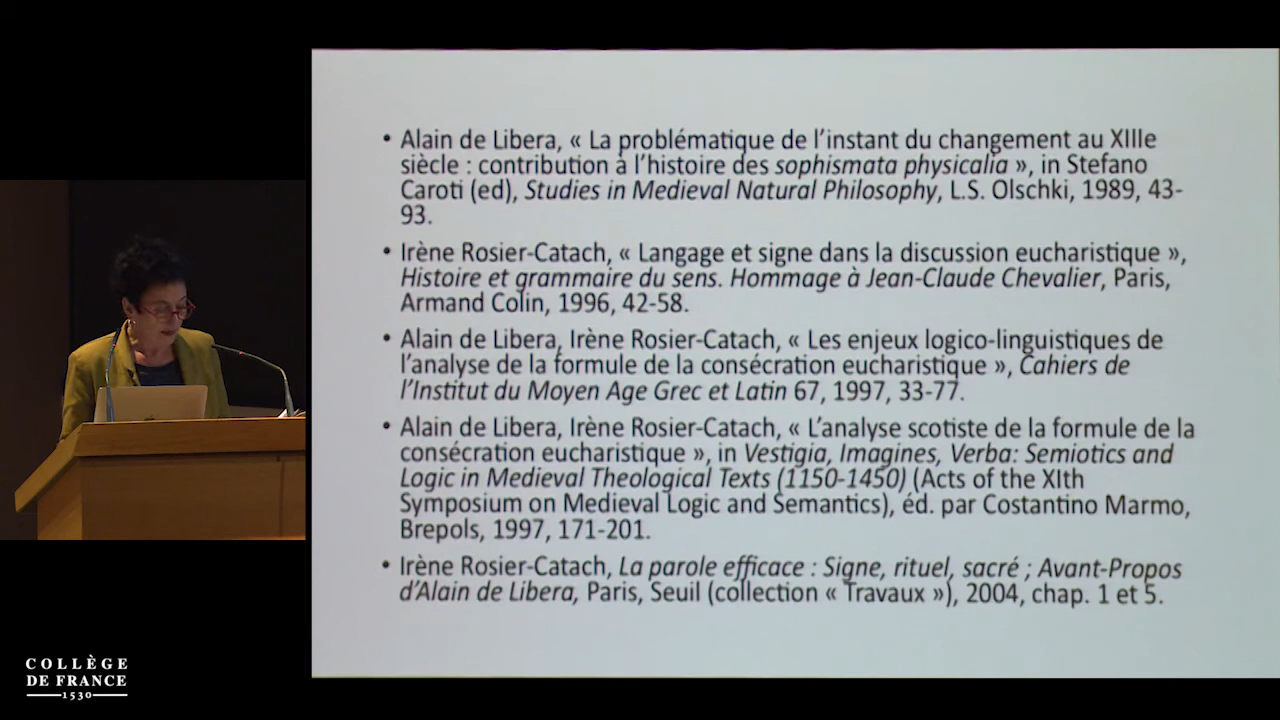 • Alain de Libera, « La problématique de l’instant du changement au XIIIe
siècle : contribution à l’histoire des sophismata physicalia », in Stefano
Caroti (ed), Studies in Medieval Natural Philosophy, L.S. Olschki, 1989, 43-
93.
• Irène Rosier-Catach, « Langage et signe dans la discussion eucharistique »,
Histoire et grammaire du sens. Hommage à Jean-Claude Chevalier, Paris,
Armand Colin, 1996, 42-58.
• Alain de Libera, Irène Rosier-Catach, « Les enjeux logico-linguistiques de
l’analyse de la formule de la consécration eucharistique », Cahiers de
l’Institut du Moyen Age Grec et Latin 67, 1997, 33-77.
• Alain de Libera, Irène Rosier-Catach, « L’analyse scotiste de la formule de la
consécration eucharistique », in Vestigia, Imagines, Verba: Semiotics and
Logic in Medieval Theological Texts (1150-1450) (Acts of the XIth
Symposium on Medieval Logic and Semantics), éd. par Costantino Marmo,
Brepols, 1997, 171-201.
• Irène Rosier-Catach, La parole efficace : Signe, rituel, sacré ; Avant-Propos
d’Alain de Libera, Paris, Seuil (collection « Travaux »), 2004, chap. 1 et 5.
COLLÈGE
DE FRANCE
1530